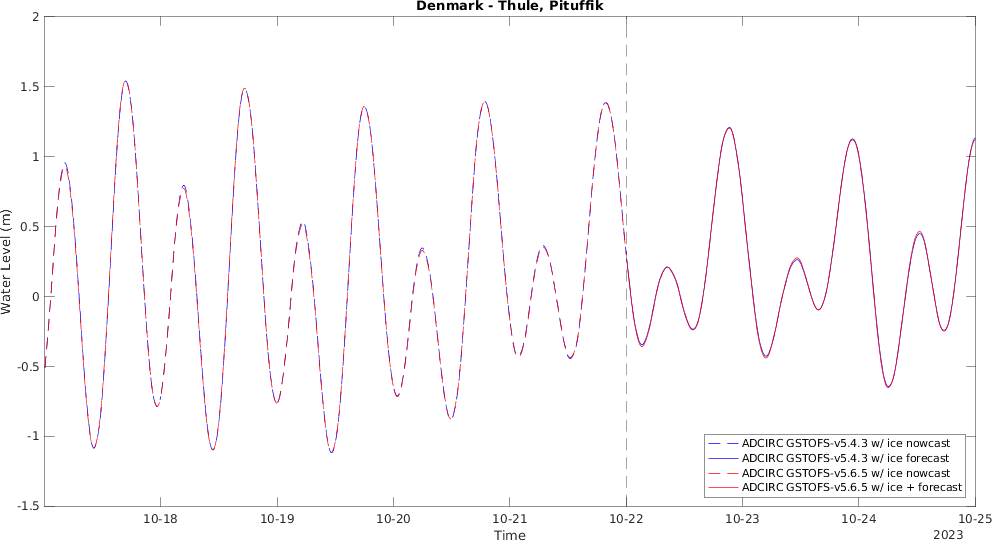 Denmark - Thule, Pituffik
2
1.5
1
0.5
0
-0.5
-1
-1.5
Water Level (m)
ADCIRC GSTOFS-v5.4.3 w/ ice nowcast
ADCIRC GSTOFS-v5.4.3 w/ ice forecast
ADCIRC GSTOFS-v5.6.5 w/ ice nowcast
ADCIRC GSTOFS-v5.6.5 w/ ice + forecast
10-18 10-19 10-20 10-21 10-22 10-23 10-24 10-25
Time
2023